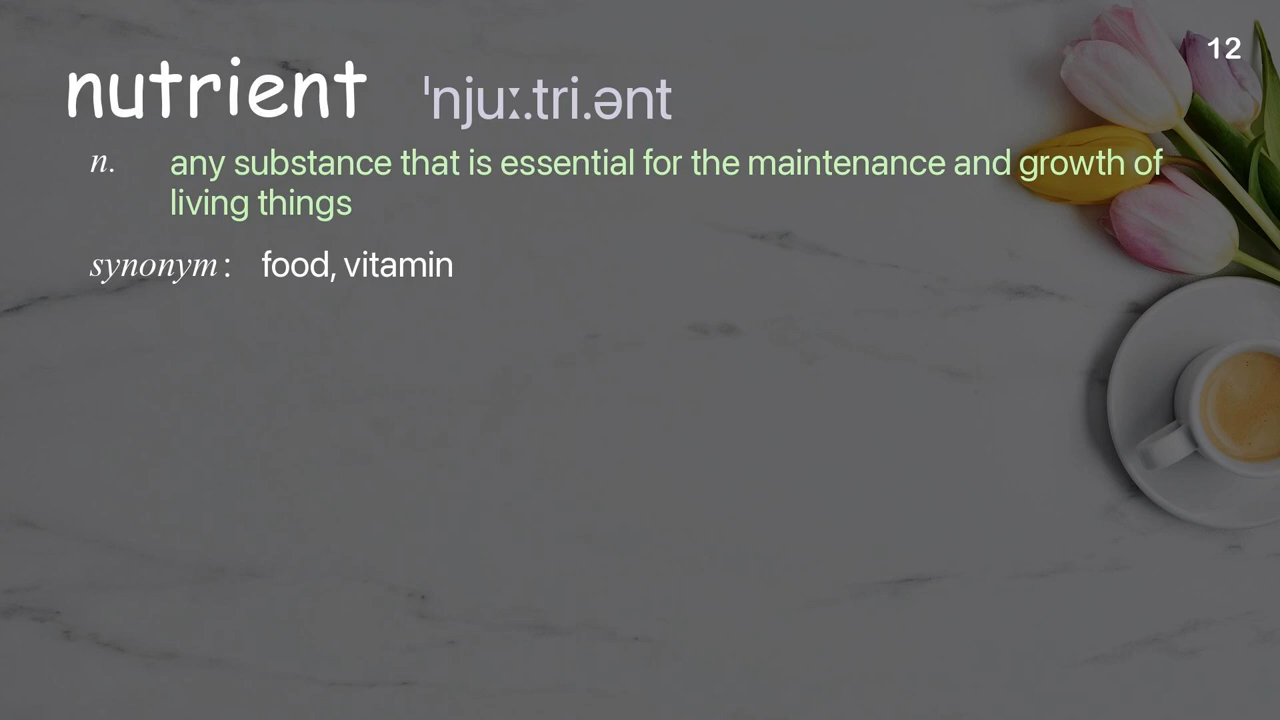 12
nutrient ˈnjuː.tri.ənt
n. any substance that is essential for the maintenance and growth of
living things
synonym : food, vitamin